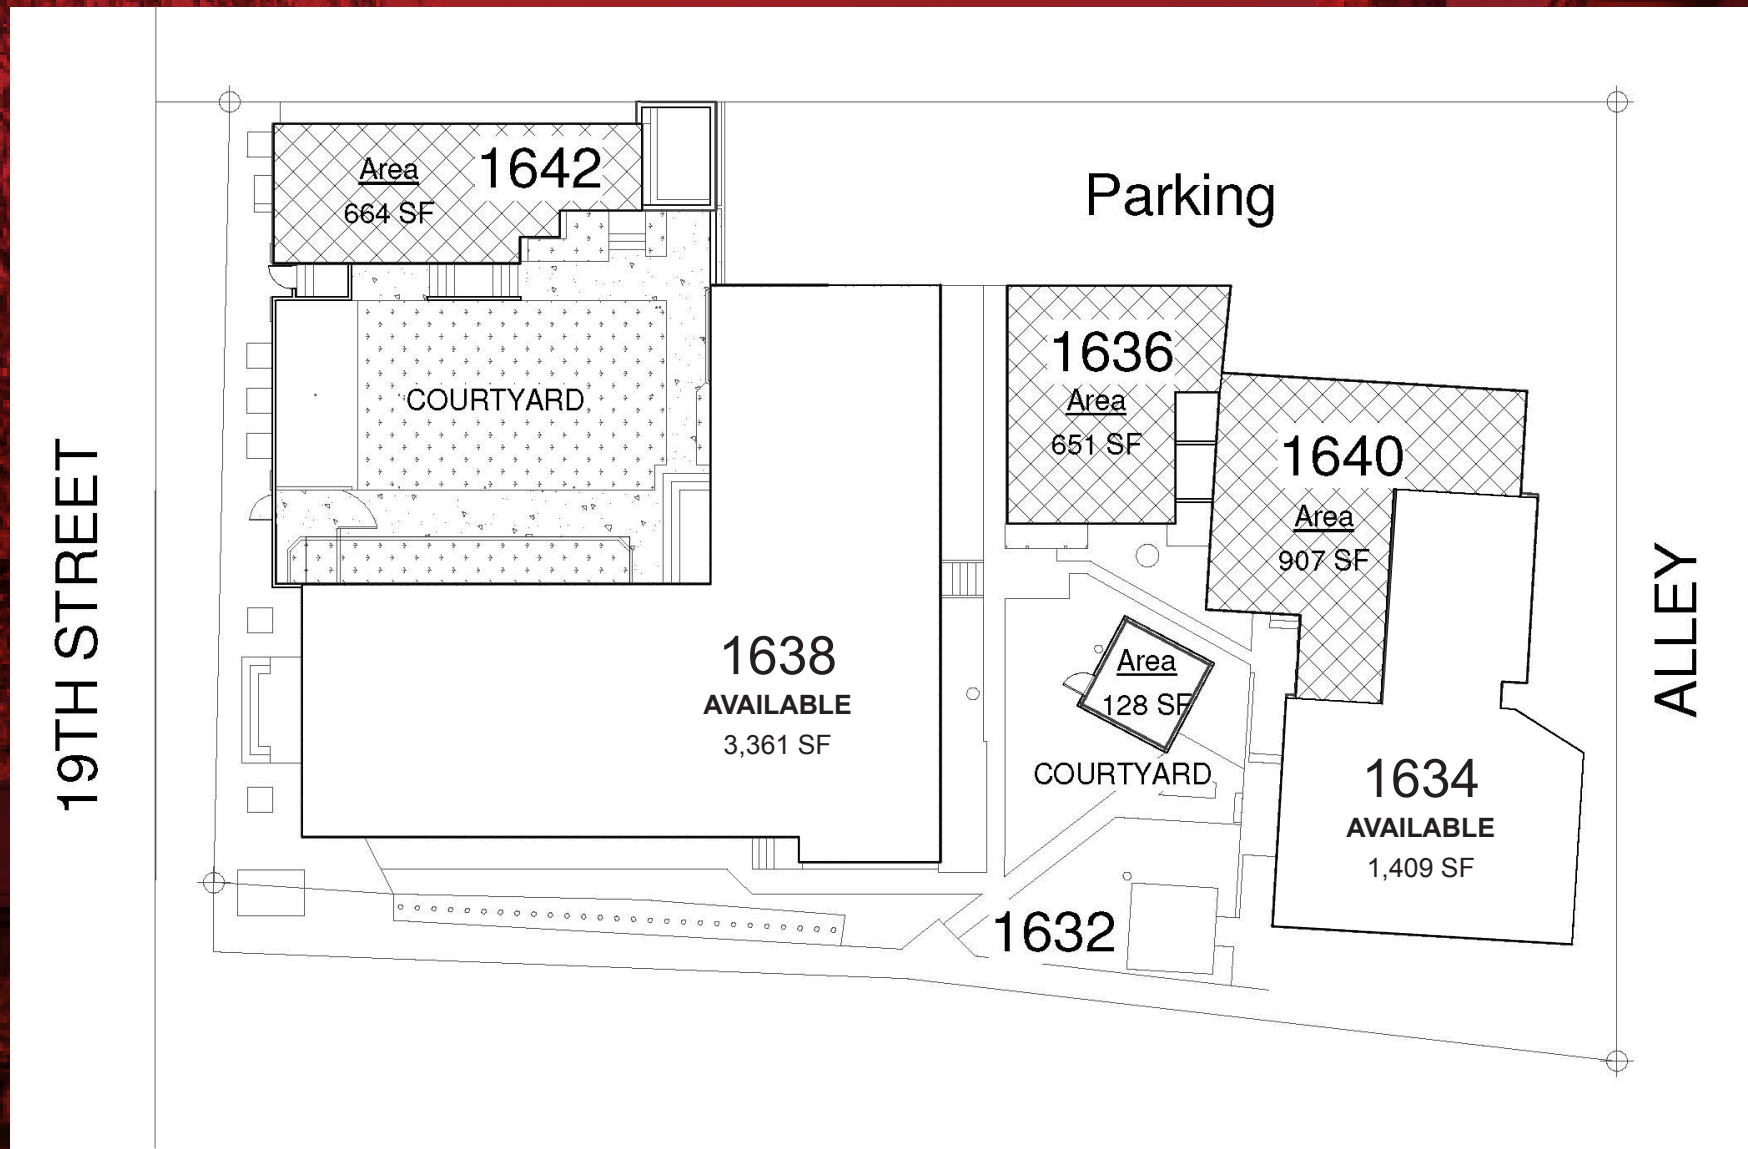 Area
1642
664 SF
Parking
1636
Area
651 SF
COURTYARD
1640
Area
907 SF
19TH STREET
ALLEY
1638
AVAILABLE
3,361 SF
Area
128 SF
COURTYARD
1634
AVAILABLE
1,409 SF
1632